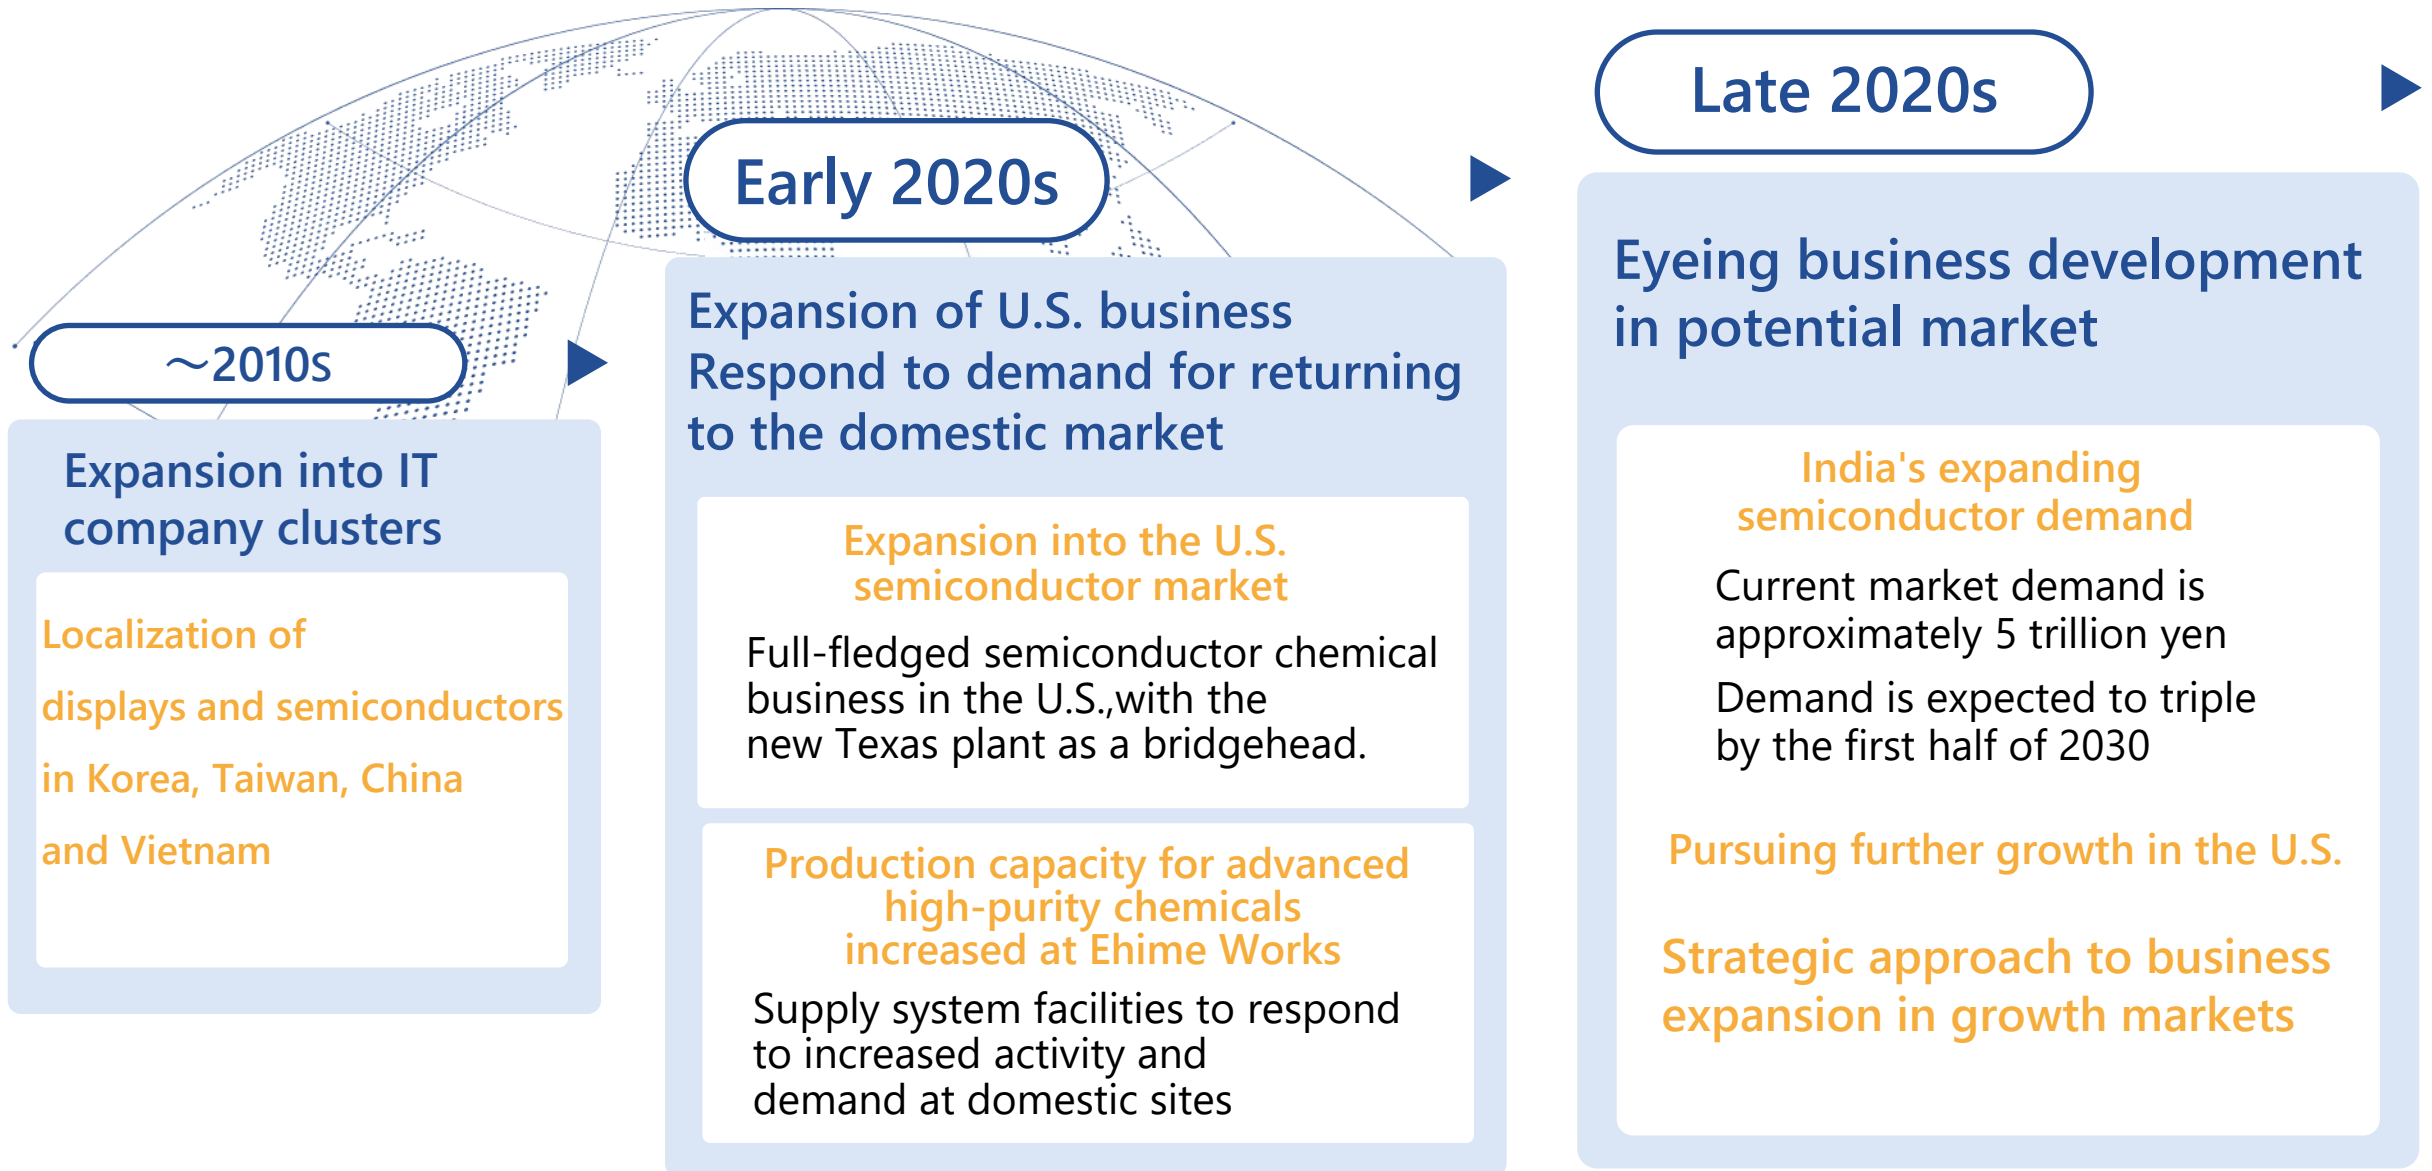 ~2010s
Expansion into IT
company clusters
Localization of
displays and semiconductors
in Korea, Taiwan, China
and Vietnam
Early 2020s
Expansion of U.S. business
Respond to demand for returning
to the domestic market
Expansion into the U.S.
semiconductor market
Full-fledged semiconductor chemical
business in the U.S.,with the
new Texas plant as a bridgehead.
Production capacity for advanced
high-purity chemicals
increased at Ehime Works
Supply system facilities to respond
to increased activity and
demand at domestic sites
Late 2020s
Eyeing business development
in potential market
India's expanding
semiconductor demand
Current market demand is
approximately 5 trillion yen
Demand is expected to triple
by the first half of 2030
Pursuing further growth in the U.S.
Strategic approach to business
expansion in growth markets